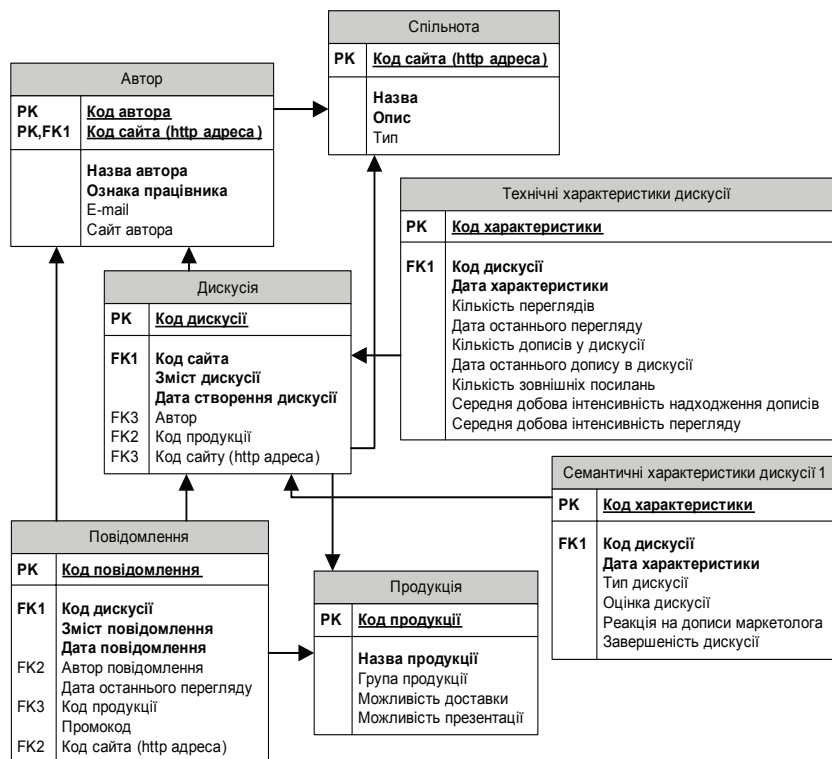 Спільнота
PK Код сайта (http адреса)
Назва
Опис
Тип
Автор
PK Код автора
PK,FK1 Код сайта (http адреса)
Назва автора
Ознака працівника
E-mail
Сайт автора
Технічні характеристики дискусії
PK Код характеристики
FK1 Код дискусії
Дата характеристики
Кількість переглядів
Дата останнього перегляду
Кількість дописів у дискусії
Дата останнього допису в дискусії
Кількість зовнішніх посилань
Середня добова інтенсивність надходження дописів
Середня добова інтенсивність перегляду
Дискусія
PK Код дискусії
FK1 Код сайта
Зміст дискусії
Дата створення дискусії
FK3 Автор
FK2 Код продукції
FK3 Код сайту (http адреса)
Семантичні характеристики дискусії 1
PK Код характеристики
FK1 Код дискусії
Дата характеристики
Тип дискусії
Оцінка дискусії
Реакція на дописи маркетолога
Завершеність дискусії
Повідомлення
PK Код повідомлення
FK1 Код дискусії
Зміст повідомлення
Дата повідомлення
FK2 Автор повідомлення
Дата останнього перегляду
FK3 Код продукції
Промокод
FK2 Код сайта (http адреса)
Продукція
PK Код продукції
Назва продукції
Група продукції
Можливість доставки
Можливість презентації